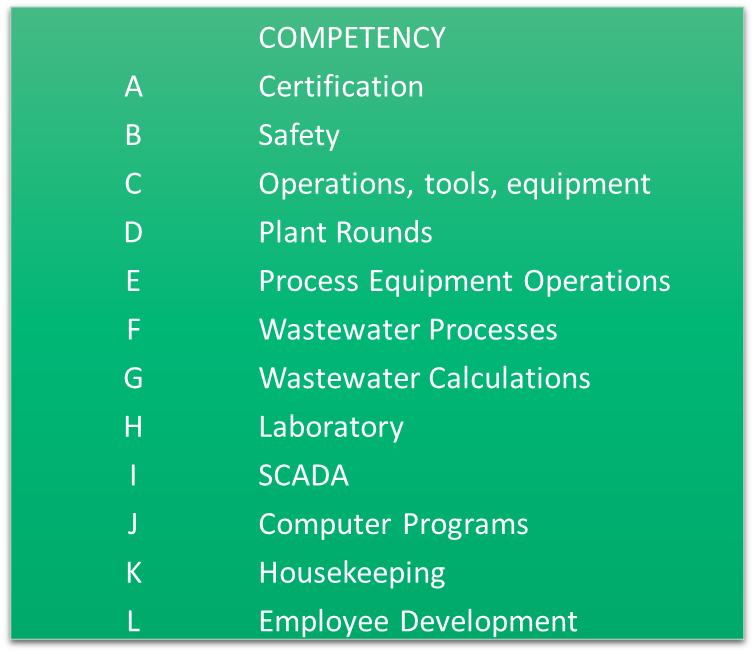 COMPETENCY
A Certification
B Safety
C Operations, tools, equipment
D Plant Rounds
E Process Equipment Operations
F Wastewater Processes
G Wastewater Calculations
H Laboratory
I SCADA
J Computer Programs
K Housekeeping
L Employee Development